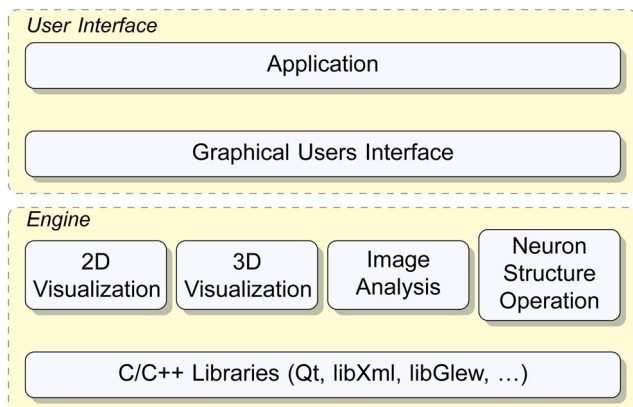 User Interface
Application
Graphical Users Interface
Engine
2D
Visualization
3D
Visualization
Image
Analysis
Neuron
Structure
Operation
C/C++ Libraries (Qt, libXml, libGlew, …)